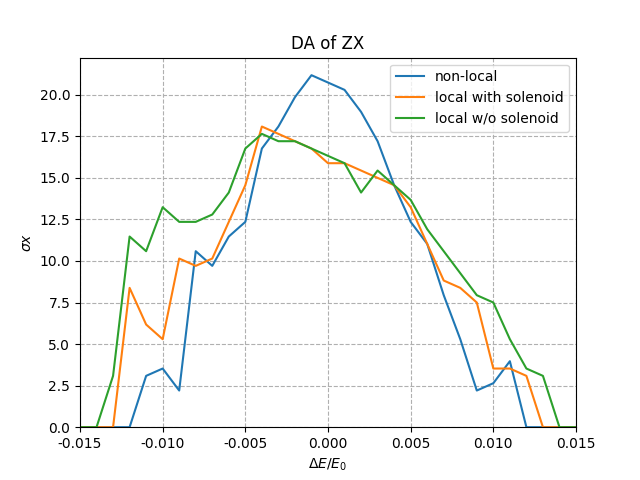 DA of ZX
non-local
local with solenoid
local w/o solenoid
σx
20.0
17.5
15.0
12.5
10.0
7.5
5.0
2.5
0.0
-0.015 -0.010 -0.005 0.000 0.005 0.010 0.015
ΔE/E₀